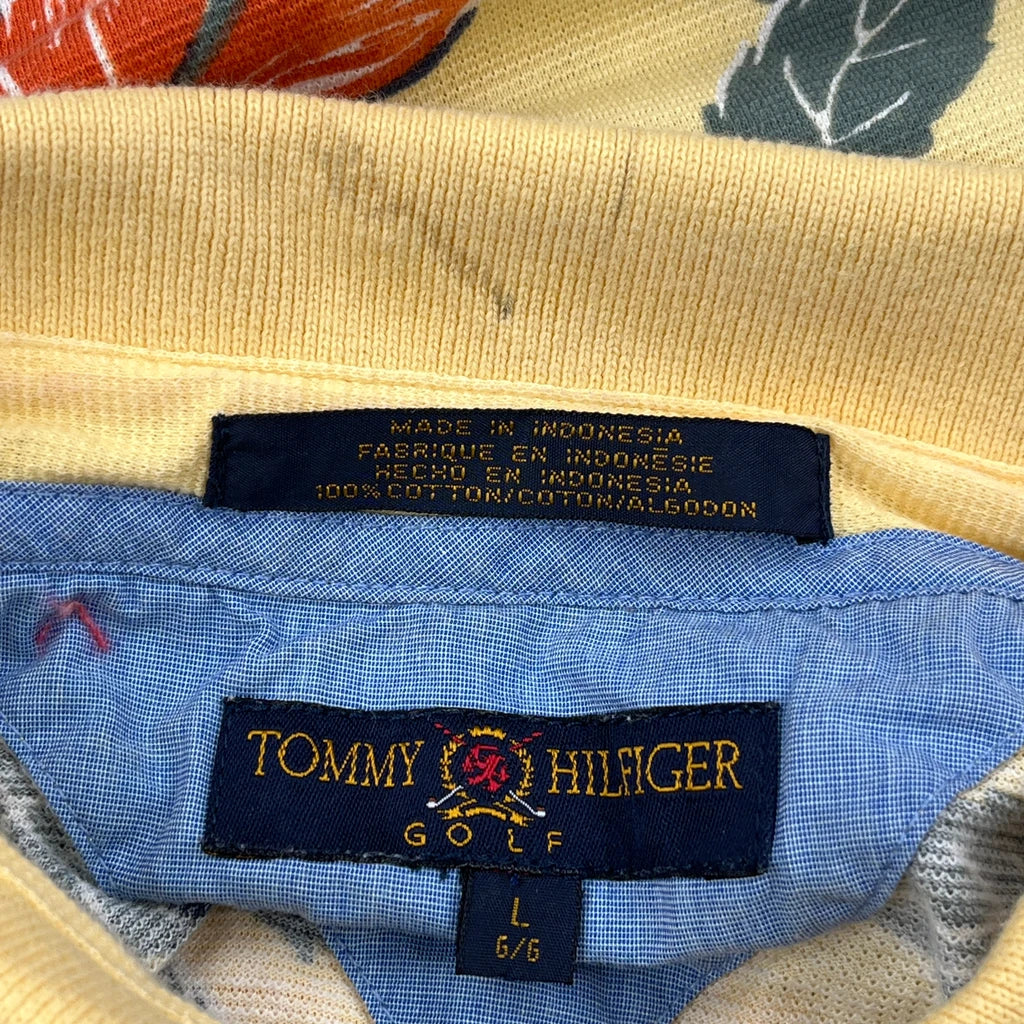 MADE IN INDONESIA
FABRIQUE EN INDONÉSIE
HECHO EN INDONESIA
100% COTTON/COTON/ALGODON
TOMMY HILFIGER
GOLF
L
G/G